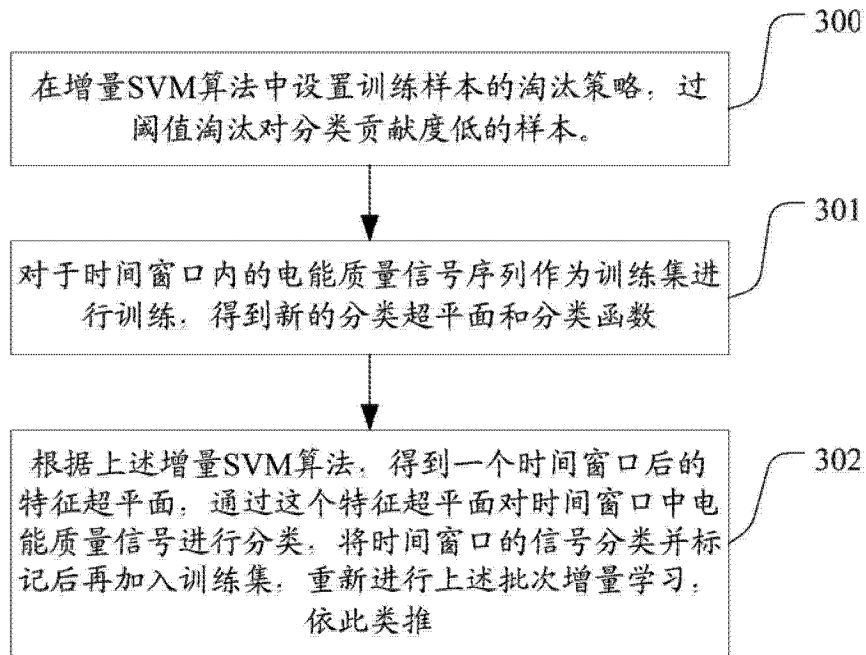 300
在增量SVM算法中设置训练样本的淘汰策略，过
阈值淘汰对分类贡献度低的样本。
301
对于时间窗口内的电能质量信号序列作为训练集进
行训练，得到新的分类超平面和分类函数
302
根据上述增量SVM算法，得到一个时间窗口后的
特征超平面，通过这个特征超平面对时间窗口中电
能质量信号进行分类，将时间窗口的信号分类并标
记后再加入训练集，重新进行上述批次增量学习，
依此类推